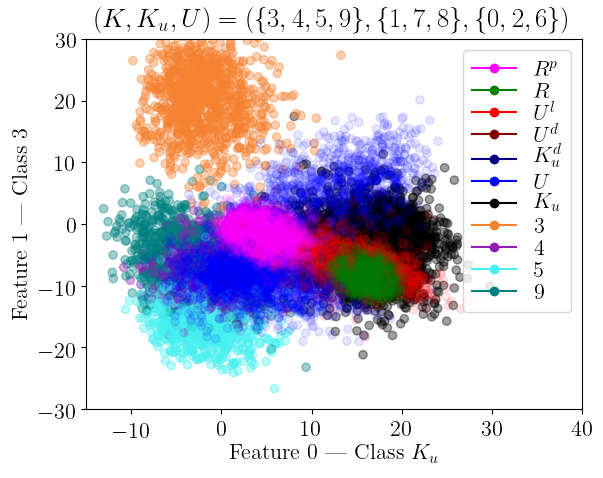 (K, K_u, U) = ({3, 4, 5, 9}, {1, 7, 8}, {0, 2, 6})
30
20
10
0
−10
−20
−30
Feature 1 — Class 3
R^p
R
U^l
U^d
K_u^d
U
K_u
3
4
5
9
−10
0
10
20
30
40
Feature 0 — Class K_u